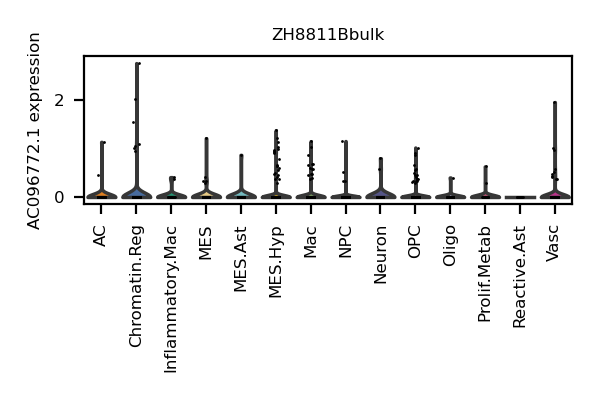 ZH8811Bbulk
AC096772.1 expression
2
0
AC
Chromatin.Reg
Inflammatory.Mac
MES
MES.Ast
MES.Hyp
Mac
NPC
Neuron
OPC
Oligo
Prolif.Metab
Reactive.Ast
Vasc